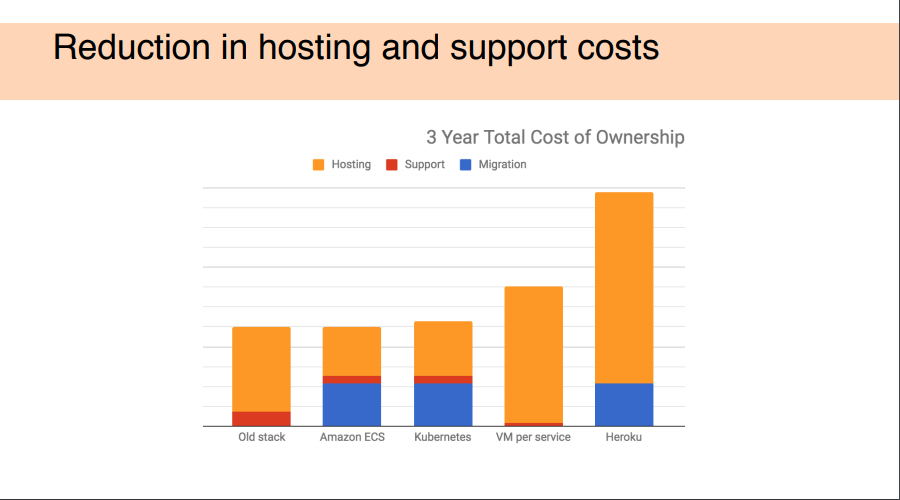 Reduction in hosting and support costs
3 Year Total Cost of Ownership
Hosting Support Migration
Old stack Amazon ECS Kubernetes VM per service Heroku